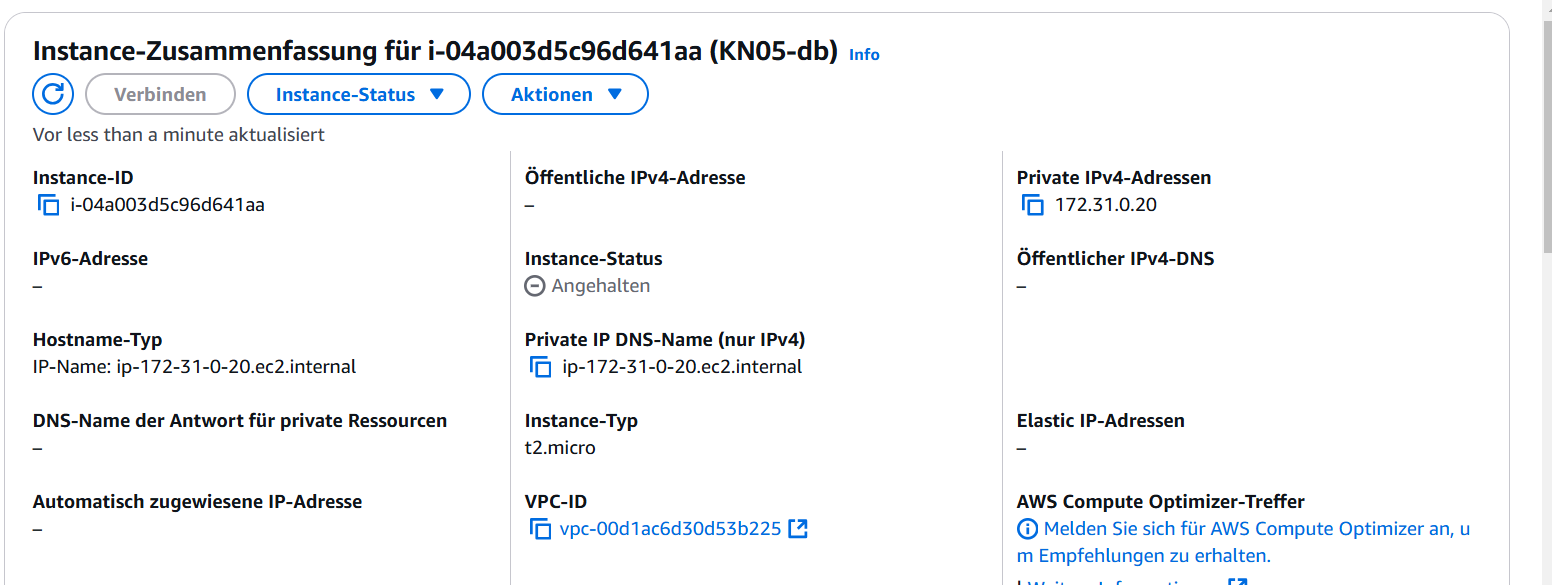 Instance-Zusammenfassung für i-04a003d5c96d641aa (KN05-db) Info
Verbinden
Instance-Status
Aktionen
Vor less than a minute aktualisiert
Instance-ID
i-04a003d5c96d641aa
Öffentliche IPv4-Adresse
–
Private IPv4-Adressen
172.31.0.20
IPv6-Adresse
–
Instance-Status
Angehalten
Öffentlicher IPv4-DNS
–
Hostname-Typ
IP-Name: ip-172-31-0-20.ec2.internal
Private IP DNS-Name (nur IPv4)
ip-172-31-0-20.ec2.internal
DNS-Name der Antwort für private Ressourcen
–
Instance-Typ
t2.micro
Elastic IP-Adressen
–
Automatisch zugewiesene IP-Adresse
–
VPC-ID
vpc-00d1ac6d30d53b225
AWS Compute Optimizer-Treffer
Melden Sie sich für AWS Compute Optimizer an, u
m Empfehlungen zu erhalten.